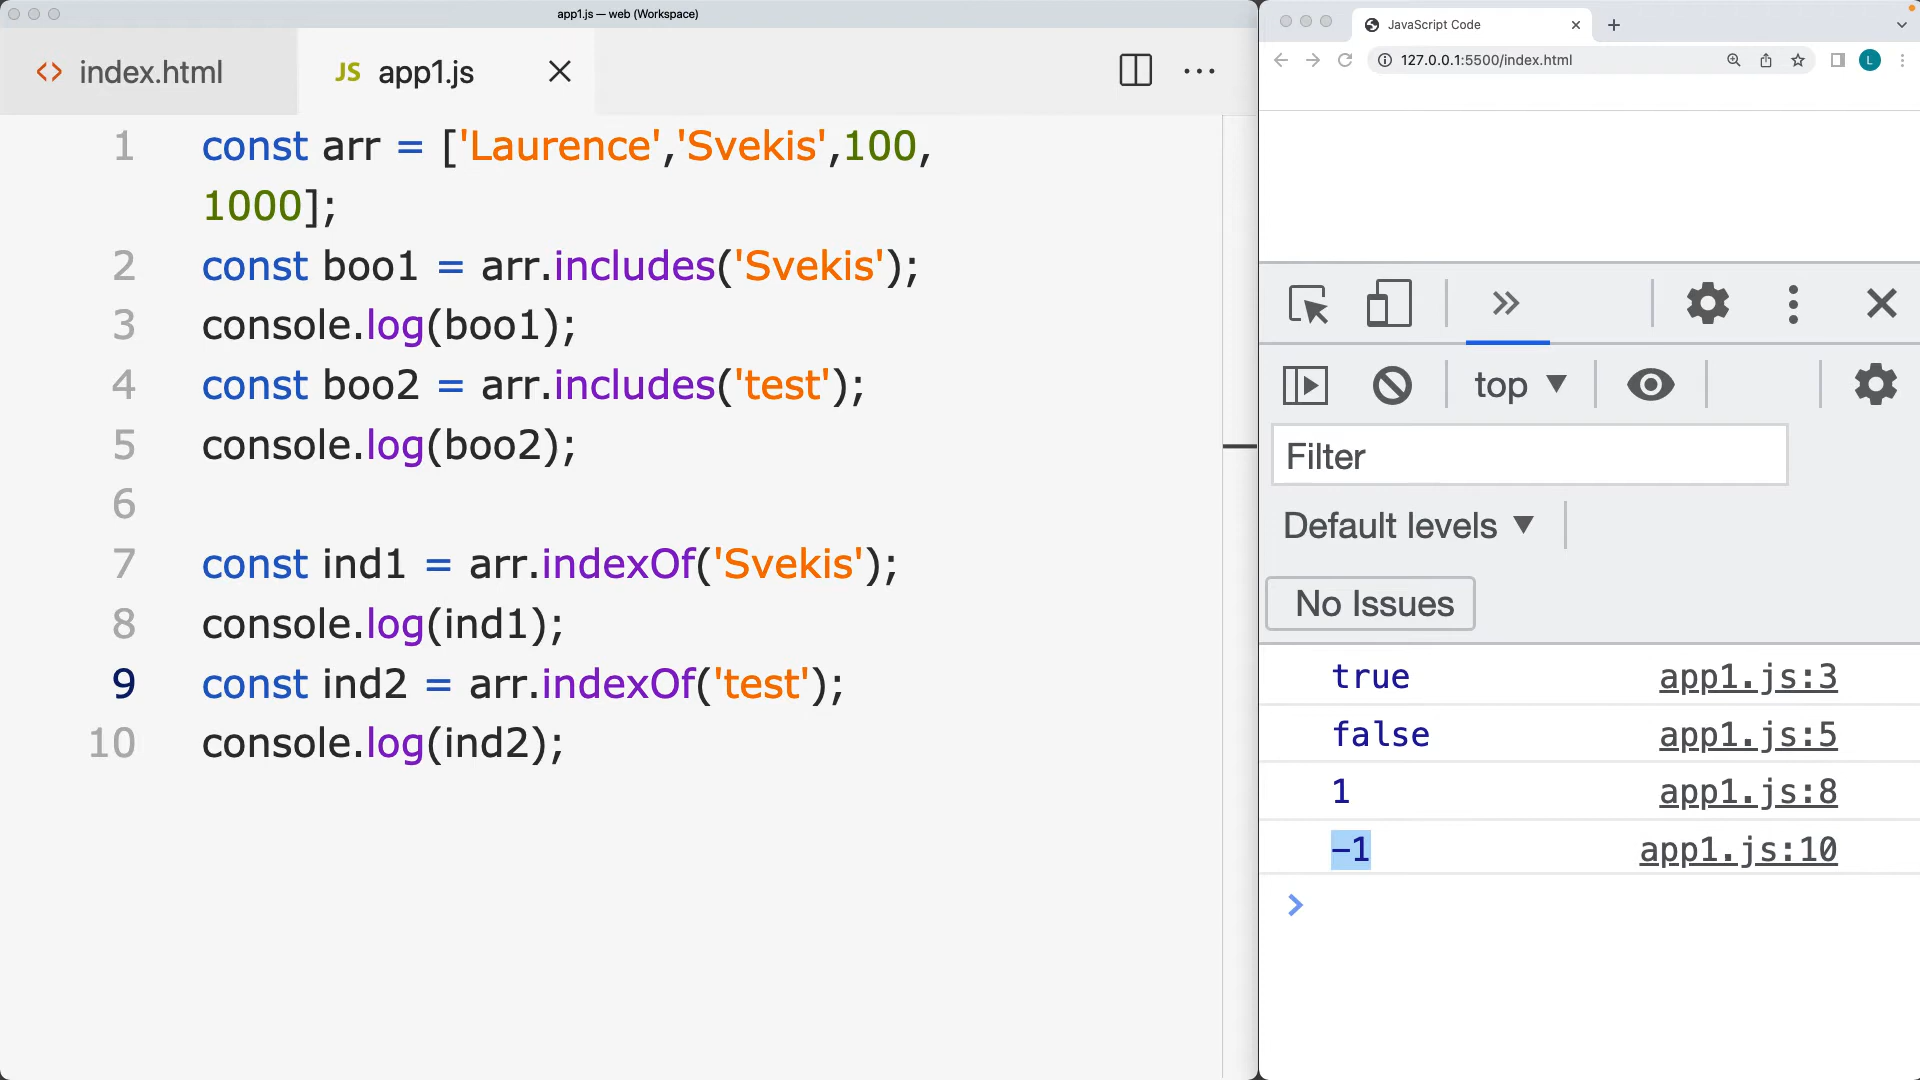 app1.js — web (Workspace)
<> index.html
JS app1.js
1 const arr = ['Laurence','Svekis',100,
1000];
2 const boo1 = arr.includes('Svekis');
3 console.log(boo1);
4 const boo2 = arr.includes('test');
5 console.log(boo2);
6
7 const ind1 = arr.indexOf('Svekis');
8 console.log(ind1);
9 const ind2 = arr.indexOf('test');
10 console.log(ind2);
JavaScript Code
127.0.0.1:5500/index.html
L
top
Filter
Default levels
No Issues
true app1.js:3
false app1.js:5
1 app1.js:8
-1 app1.js:10